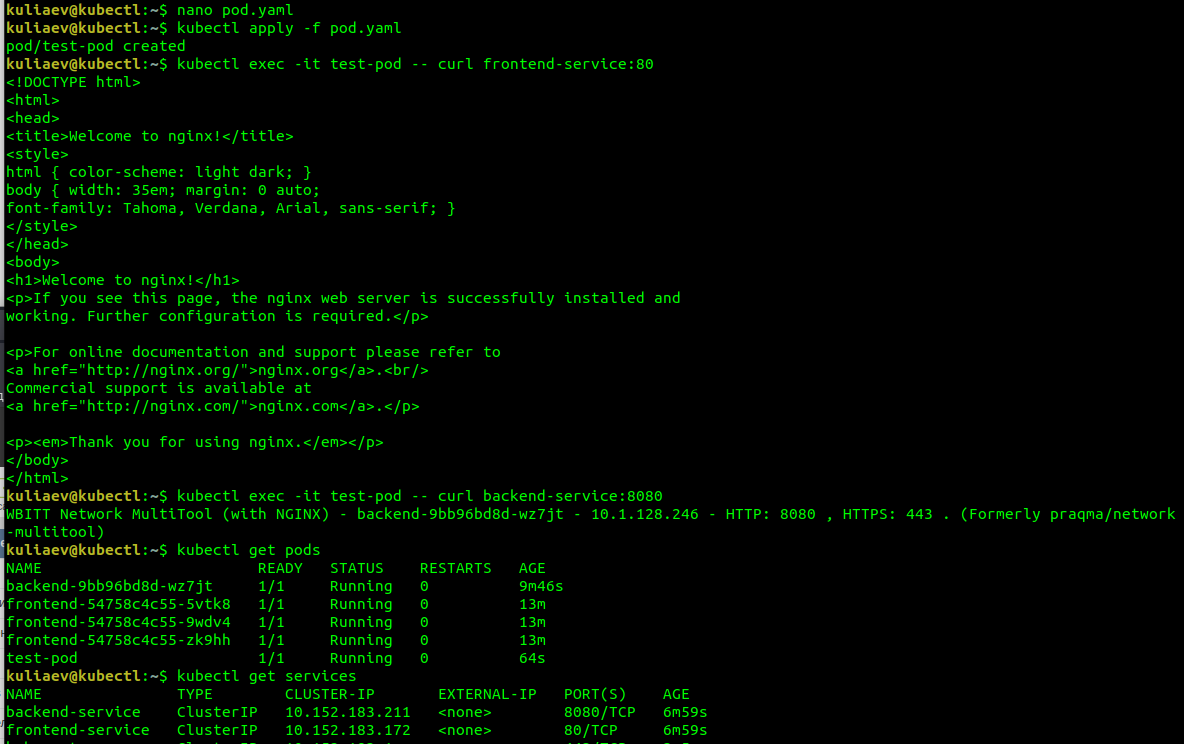 kuliaev@kubectl:~$ nano pod.yaml
kuliaev@kubectl:~$ kubectl apply -f pod.yaml
pod/test-pod created
kuliaev@kubectl:~$ kubectl exec -it test-pod -- curl frontend-service:80
<!DOCTYPE html>
<html>
<head>
<title>Welcome to nginx!</title>
<style>
html { color-scheme: light dark; }
body { width: 35em; margin: 0 auto;
font-family: Tahoma, Verdana, Arial, sans-serif; }
</style>
</head>
<body>
<h1>Welcome to nginx!</h1>
<p>If you see this page, the nginx web server is successfully installed and
working. Further configuration is required.</p>

<p>For online documentation and support please refer to
<a href="http://nginx.org/">nginx.org</a>.<br/>
Commercial support is available at
<a href="http://nginx.com/">nginx.com</a>.</p>

<p><em>Thank you for using nginx.</em></p>
</body>
</html>
kuliaev@kubectl:~$ kubectl exec -it test-pod -- curl backend-service:8080
WBITT Network MultiTool (with NGINX) - backend-9bb96bd8d-wz7jt - 10.1.128.246 - HTTP: 8080 , HTTPS: 443 . (Formerly praqma/network
-multitool)
kuliaev@kubectl:~$ kubectl get pods
NAME READY STATUS RESTARTS AGE
backend-9bb96bd8d-wz7jt 1/1 Running 0 9m46s
frontend-54758c4c55-5vtk8 1/1 Running 0 13m
frontend-54758c4c55-9wdv4 1/1 Running 0 13m
frontend-54758c4c55-zk9hh 1/1 Running 0 13m
test-pod 1/1 Running 0 64s
kuliaev@kubectl:~$ kubectl get services
NAME TYPE CLUSTER-IP EXTERNAL-IP PORT(S) AGE
backend-service ClusterIP 10.152.183.211 <none> 8080/TCP 6m59s
frontend-service ClusterIP 10.152.183.172 <none> 80/TCP 6m59s